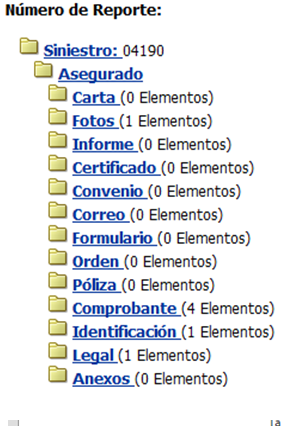 Número de Reporte:
Siniestro: 04190
Asegurado
Carta (0 Elementos)
Fotos (1 Elementos)
Informe (0 Elementos)
Certificado (0 Elementos)
Convenio (0 Elementos)
Correo (0 Elementos)
Formulario (0 Elementos)
Orden (0 Elementos)
Póliza (0 Elementos)
Comprobante (4 Elementos)
Identificación (1 Elementos)
Legal (1 Elementos)
Anexos (0 Elementos)